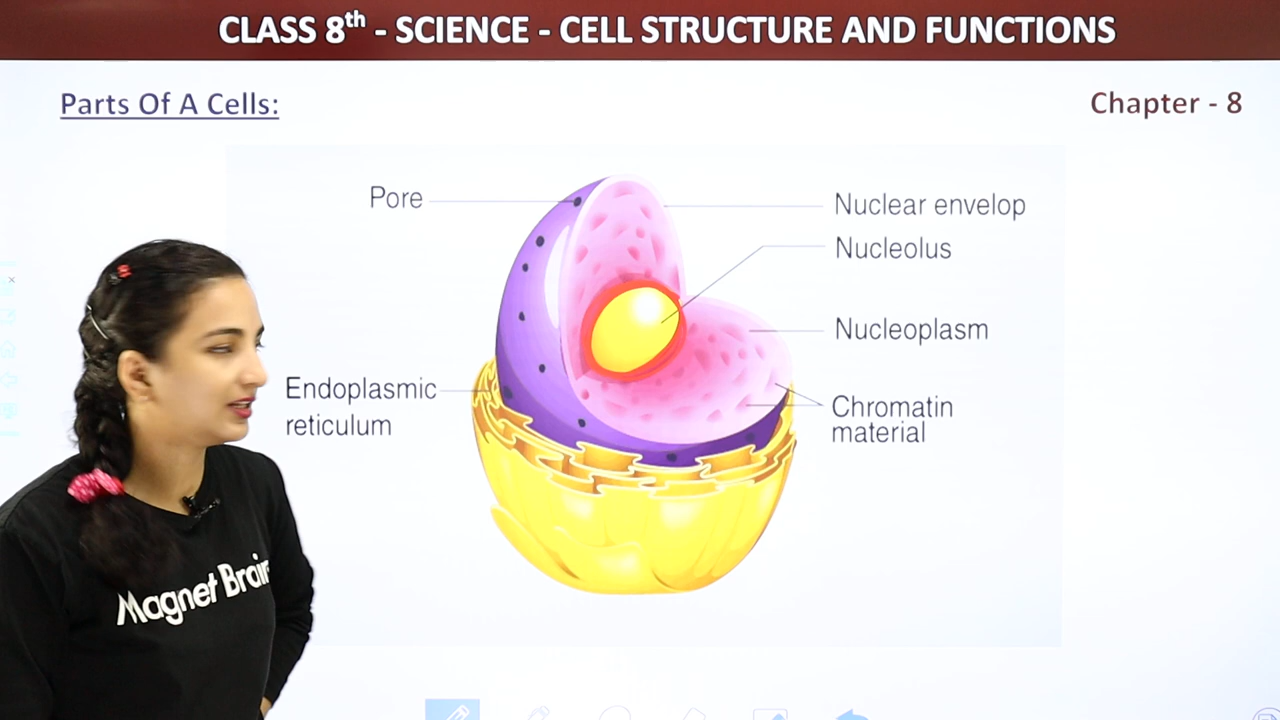 CLASS 8th - SCIENCE - CELL STRUCTURE AND FUNCTIONS
Parts Of A Cells:
Chapter - 8
Pore
Nuclear envelop
Nucleolus
Nucleoplasm
Endoplasmic
reticulum
Chromatin
material
Magnet Brain